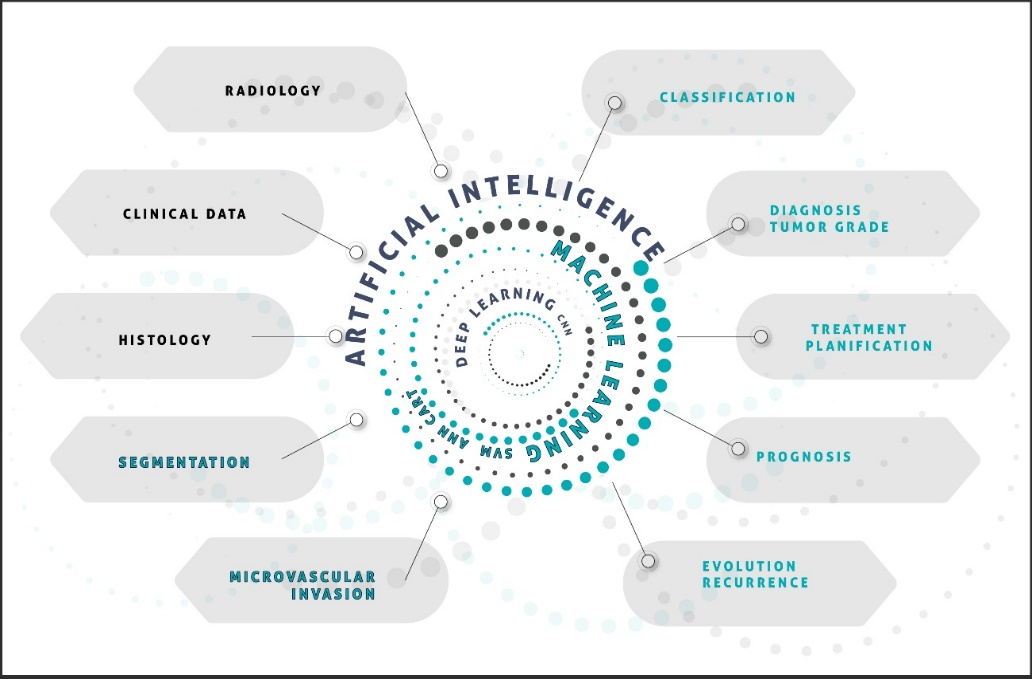 RADIOLOGY
CLASSIFICATION
CLINICAL DATA
DIAGNOSIS
TUMOR GRADE
HISTOLOGY
TREATMENT
PLANIFICATION
SEGMENTATION
PROGNOSIS
MICROVASCULAR
INVASION
EVOLUTION
RECURRENCE
ARTIFICIAL INTELLIGENCE
MACHINE LEARNING
SVM ANN CART
DEEP LEARNING CNN